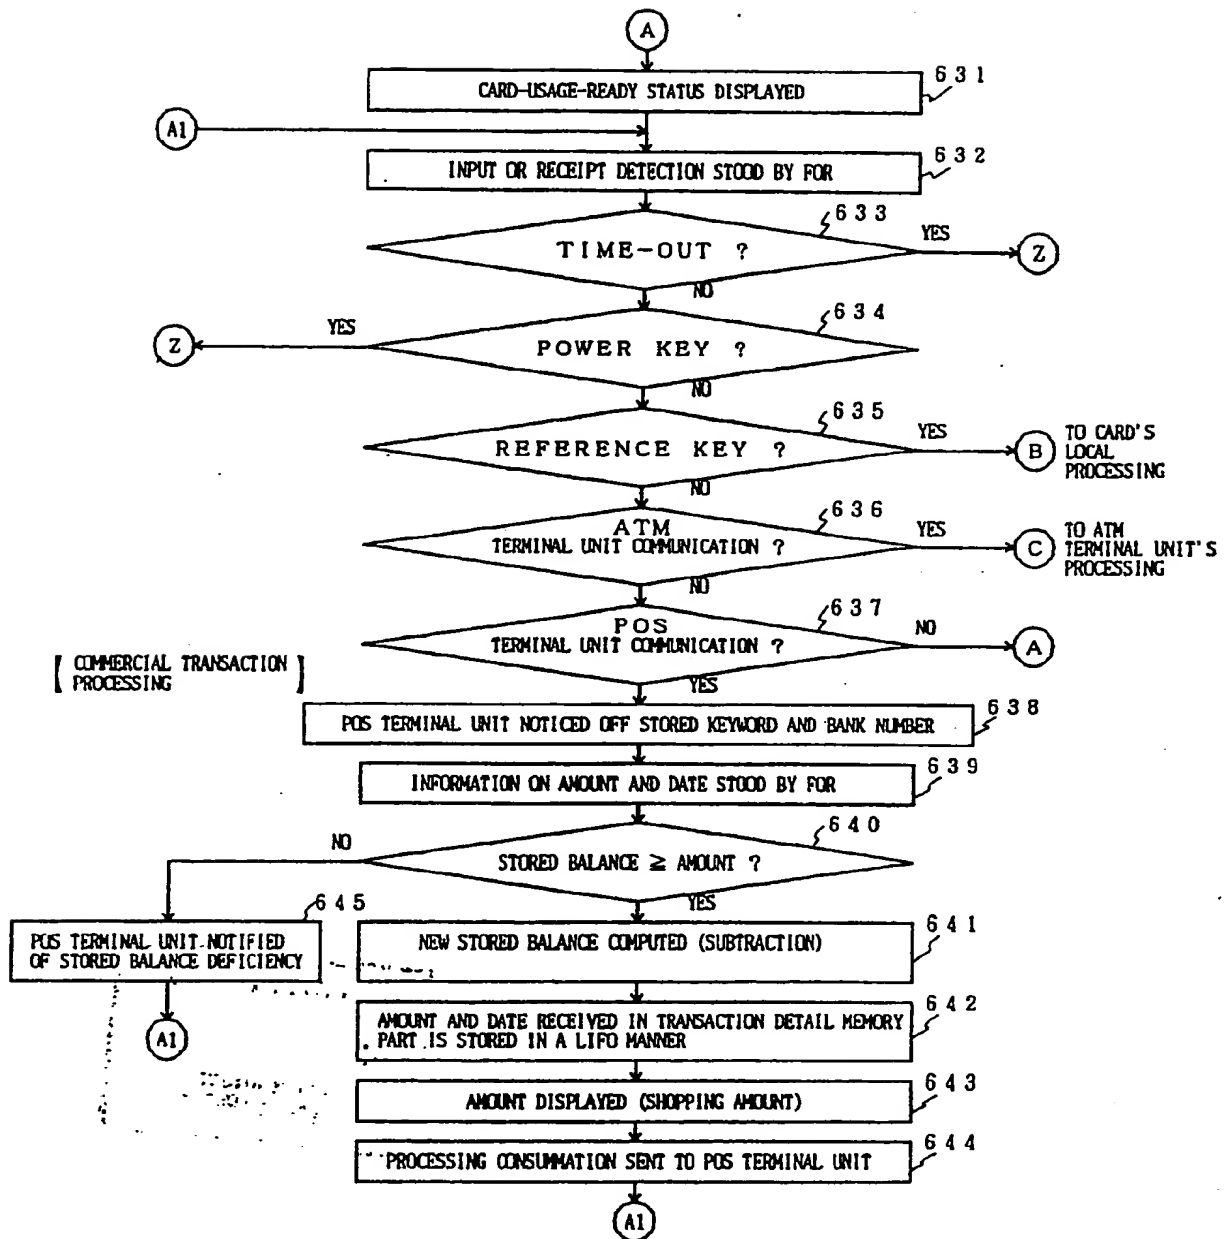 A
631
CARD-USAGE-READY STATUS DISPLAYED
A1
632
INPUT OR RECEIPT DETECTION STOOD BY FOR
633
TIME-OUT ?
YES
Z
NO
634
YES
Z
POWER KEY ?
NO
635
REFERENCE KEY ?
YES
B
TO CARD'S
LOCAL
PROCESSING
NO
636
ATM
TERMINAL UNIT COMMUNICATION ?
YES
C
TO ATM
TERMINAL UNIT'S
PROCESSING
NO
637
POS
TERMINAL UNIT COMMUNICATION ?
NO
A
[ COMMERCIAL TRANSACTION
PROCESSING ]
YES
638
POS TERMINAL UNIT NOTICED OFF STORED KEYWORD AND BANK NUMBER
639
INFORMATION ON AMOUNT AND DATE STOOD BY FOR
640
NO
STORED BALANCE ≧ AMOUNT ?
YES
645
POS TERMINAL UNIT NOTIFIED
OF STORED BALANCE DEFICIENCY
A1
641
NEW STORED BALANCE COMPUTED (SUBTRACTION)
642
AMOUNT AND DATE RECEIVED IN TRANSACTION DETAIL MEMORY
PART IS STORED IN A LIFO MANNER
643
AMOUNT DISPLAYED (SHOPPING AMOUNT)
644
PROCESSING CONSUMMATION SENT TO POS TERMINAL UNIT
A1